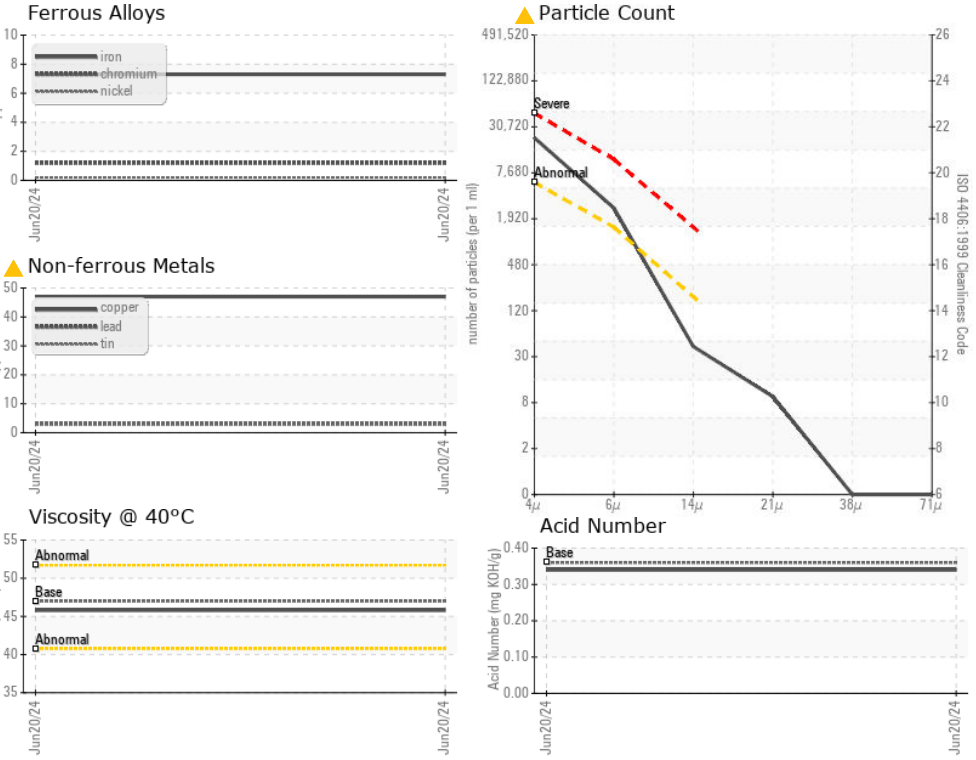 Ferrous Alloys
10
8
6
4
2
0
iron
chromium
nickel
Jun20/24
Jun20/24
Non-ferrous Metals
50
40
30
20
10
0
copper
lead
tin
Jun20/24
Jun20/24
Viscosity @ 40°C
55
50
45
40
35
Abnormal
Base
Abnormal
Jun20/24
Jun20/24
Particle Count
number of particles (per 1 ml)
491,520
122,880
30,720
7,680
1,920
480
120
30
8
2
0
Severe
Abnormal
4µ
6µ
14µ
21µ
38µ
71µ
26
24
22
20
18
16
14
12
10
8
6
ISO 4406:1999 Cleanliness Code
Acid Number
Acid Number (mg KOH/g)
0.40
0.30
0.20
0.10
0.00
Base
Jun20/24
Jun20/24